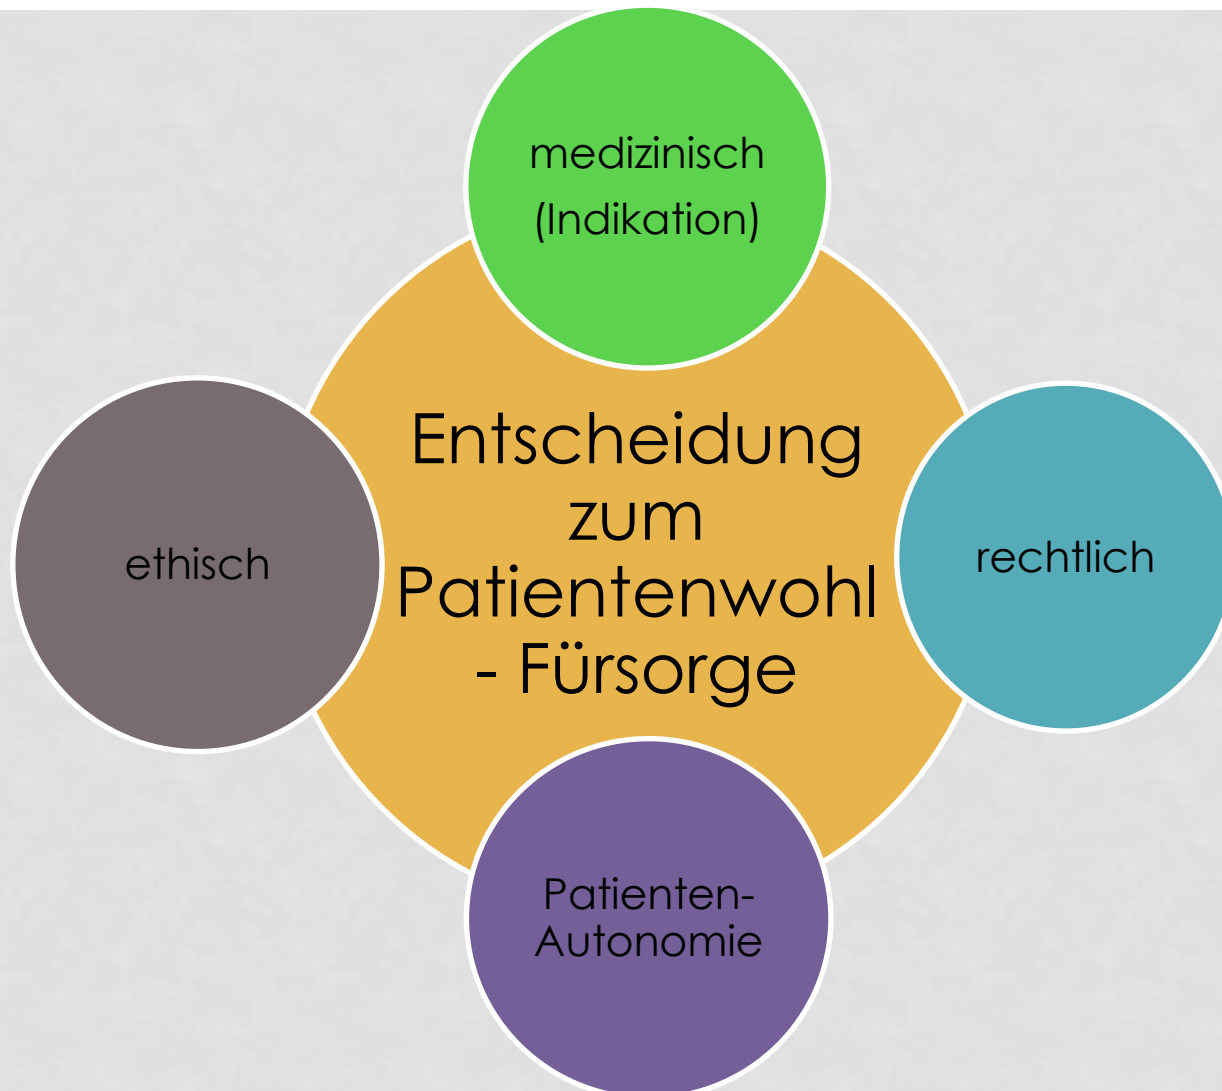 medizinisch
(Indikation)
Entscheidung
zum
Patientenwohl
- Fürsorge
ethisch
rechtlich
Patienten-
Autonomie